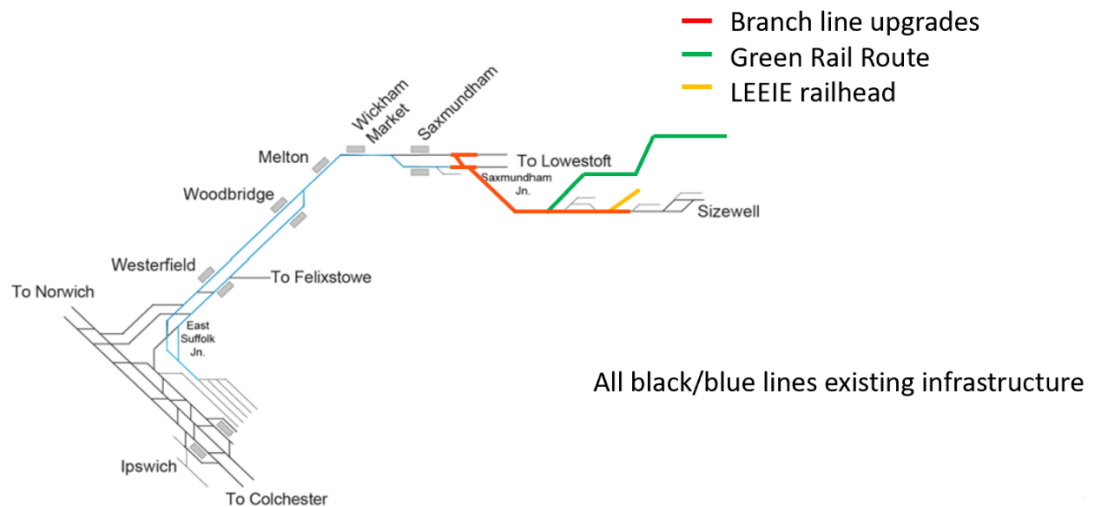 Branch line upgrades
Green Rail Route
LEEIE railhead
Wickham
Market
Saxmundham
Melton
To Lowestoft
Saxmundham
Jn.
Woodbridge
Sizewell
Westerfield
To Felixstowe
To Norwich
East
Suffolk
Jn.
All black/blue lines existing infrastructure
Ipswich
To Colchester